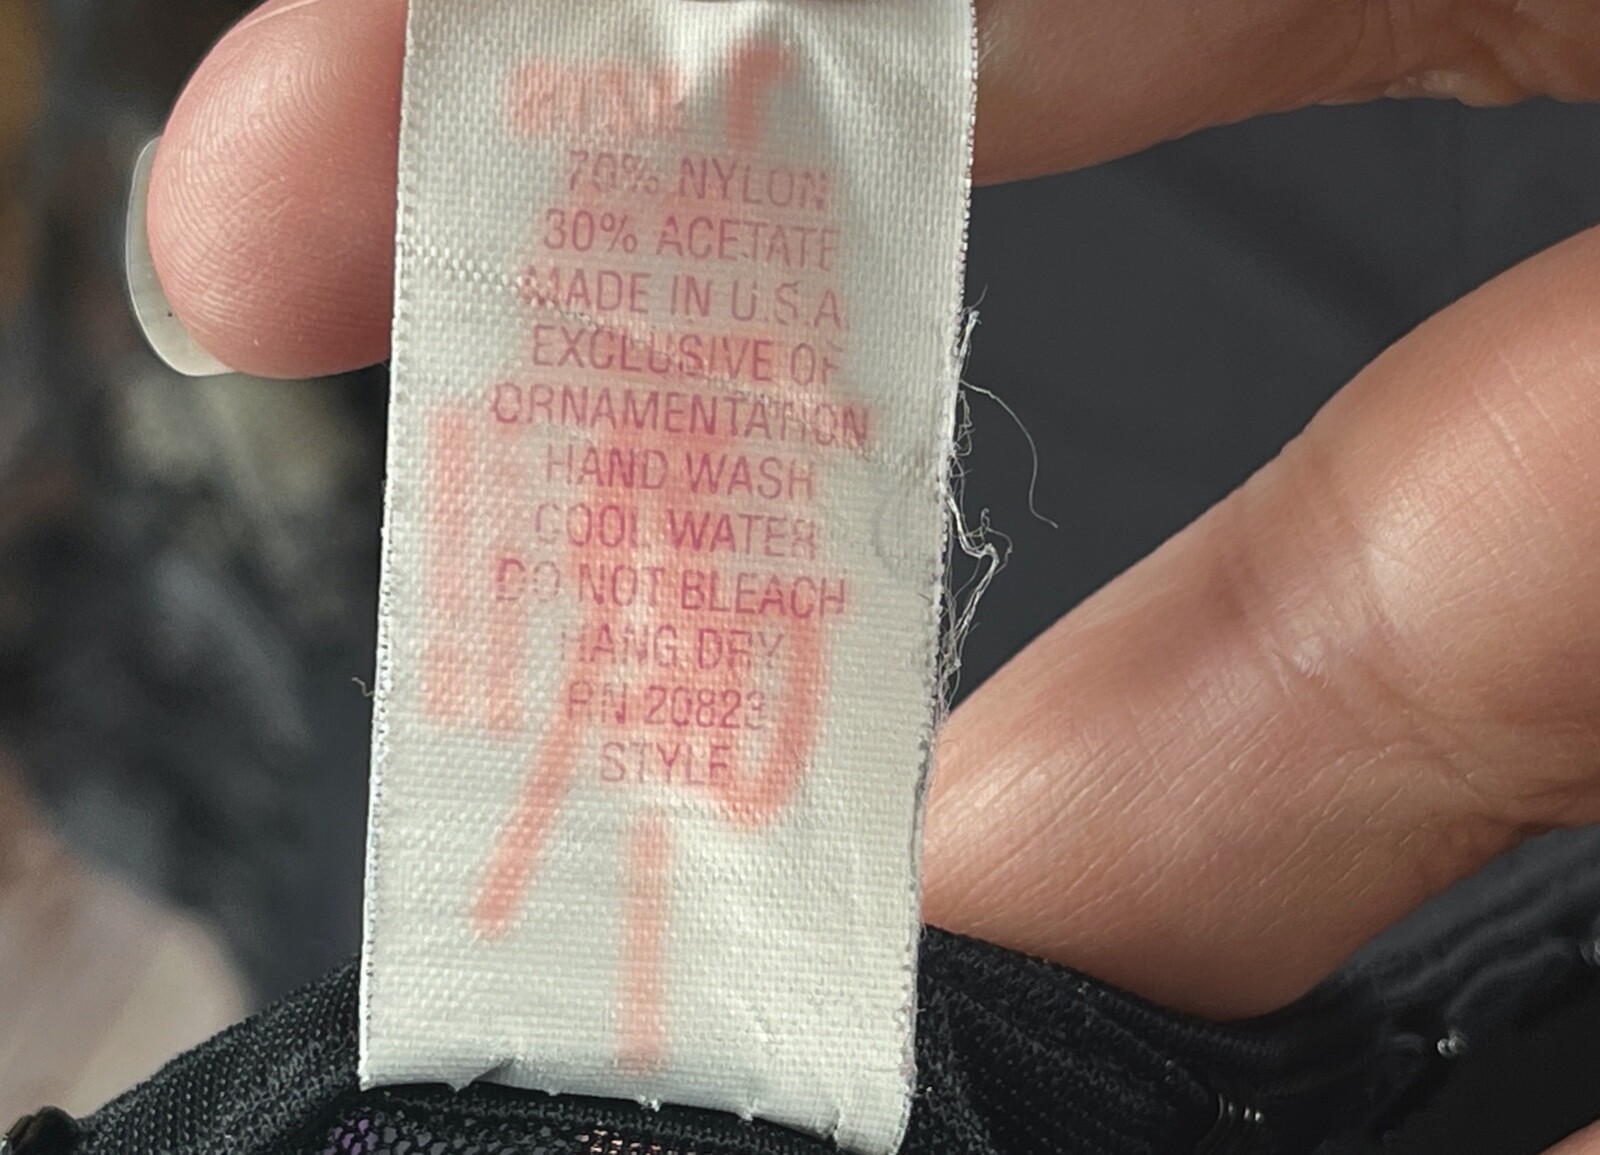 70% NYLON
30% ACETATE
MADE IN U.S.A
EXCLUSIVE OF
ORNAMENTATION
HAND WASH
COOL WATER
DO NOT BLEACH
HANG DRY
RN 20823
STYLE